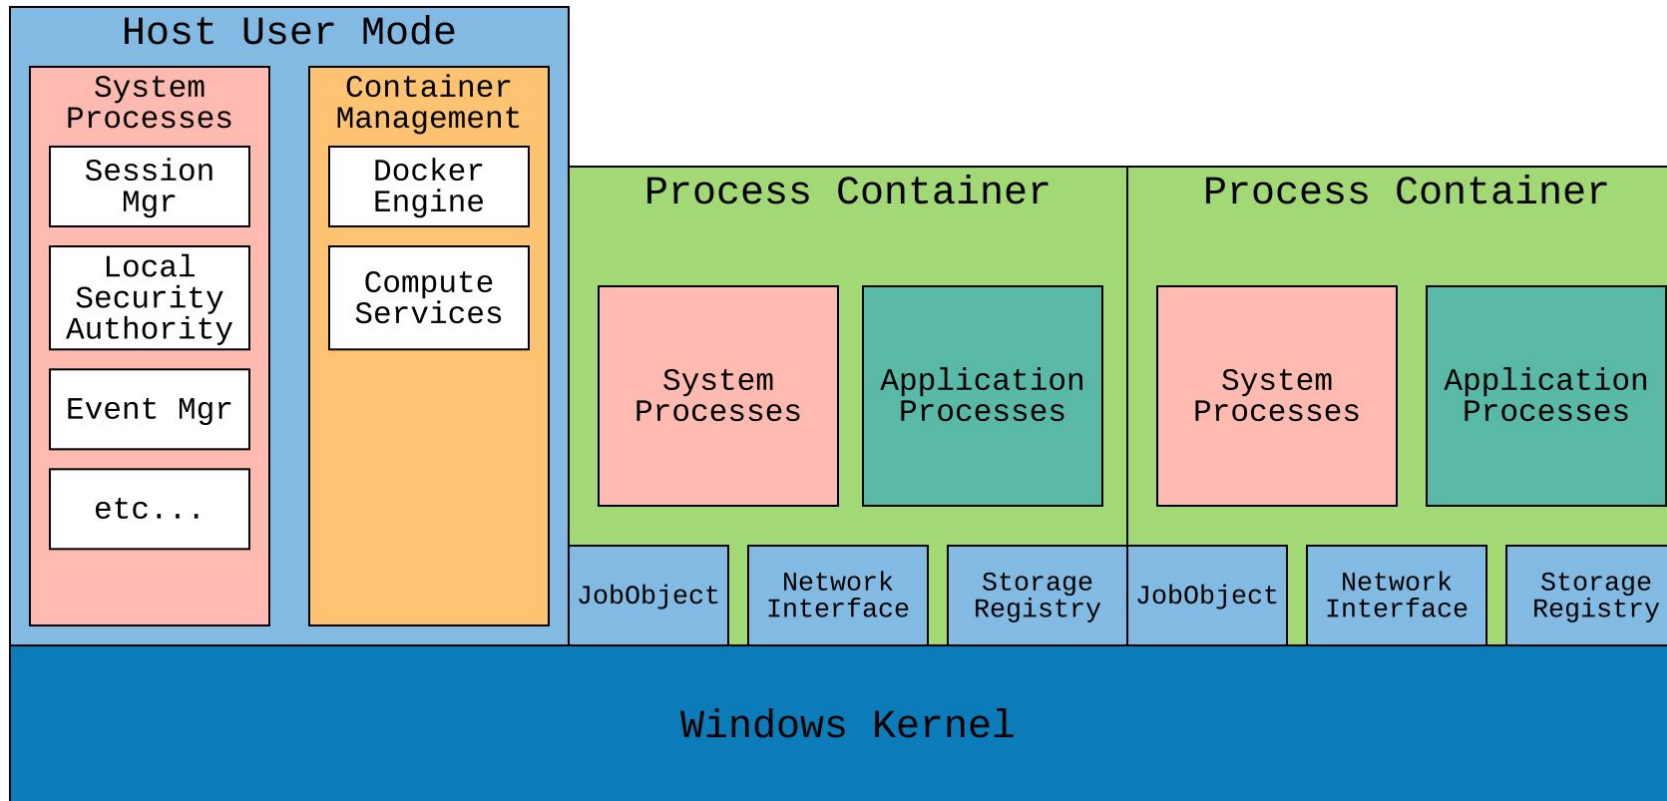 Host User Mode
System
Processes
Session
Mgr
Local
Security
Authority
Event Mgr
etc...
Container
Management
Docker
Engine
Compute
Services
Process Container
System
Processes
Application
Processes
JobObject
Network
Interface
Storage
Registry
Process Container
System
Processes
Application
Processes
JobObject
Network
Interface
Storage
Registry
Windows Kernel